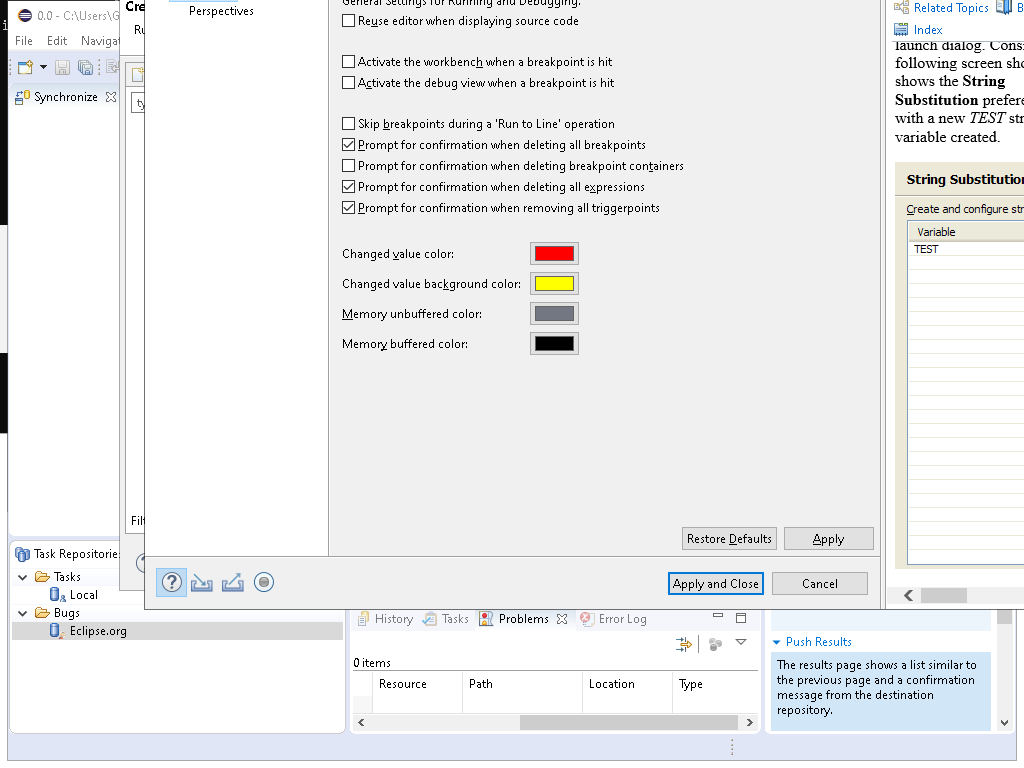 0.0 - C:\Users\G
File Edit Navigat
Synchronize
Cre
Ru
ty
Filt
Perspectives
General Settings for Running and Debugging.
Reuse editor when displaying source code
Activate the workbench when a breakpoint is hit
Activate the debug view when a breakpoint is hit
Skip breakpoints during a 'Run to Line' operation
Prompt for confirmation when deleting all breakpoints
Prompt for confirmation when deleting breakpoint containers
Prompt for confirmation when deleting all expressions
Prompt for confirmation when removing all triggerpoints
Changed value color:
Changed value background color:
Memory unbuffered color:
Memory buffered color:
Restore Defaults Apply
Apply and Close Cancel
Related Topics B
Index
launch dialog. Consi
following screen sho
shows the String
Substitution prefere
with a new TEST str
variable created.
String Substitution
Create and configure str
Variable
TEST
Task Repositorie
Tasks
Local
Bugs
Eclipse.org
History Tasks Problems Error Log
0 items
Resource Path Location Type
Push Results
The results page shows a list similar to
the previous page and a confirmation
message from the destination
repository.